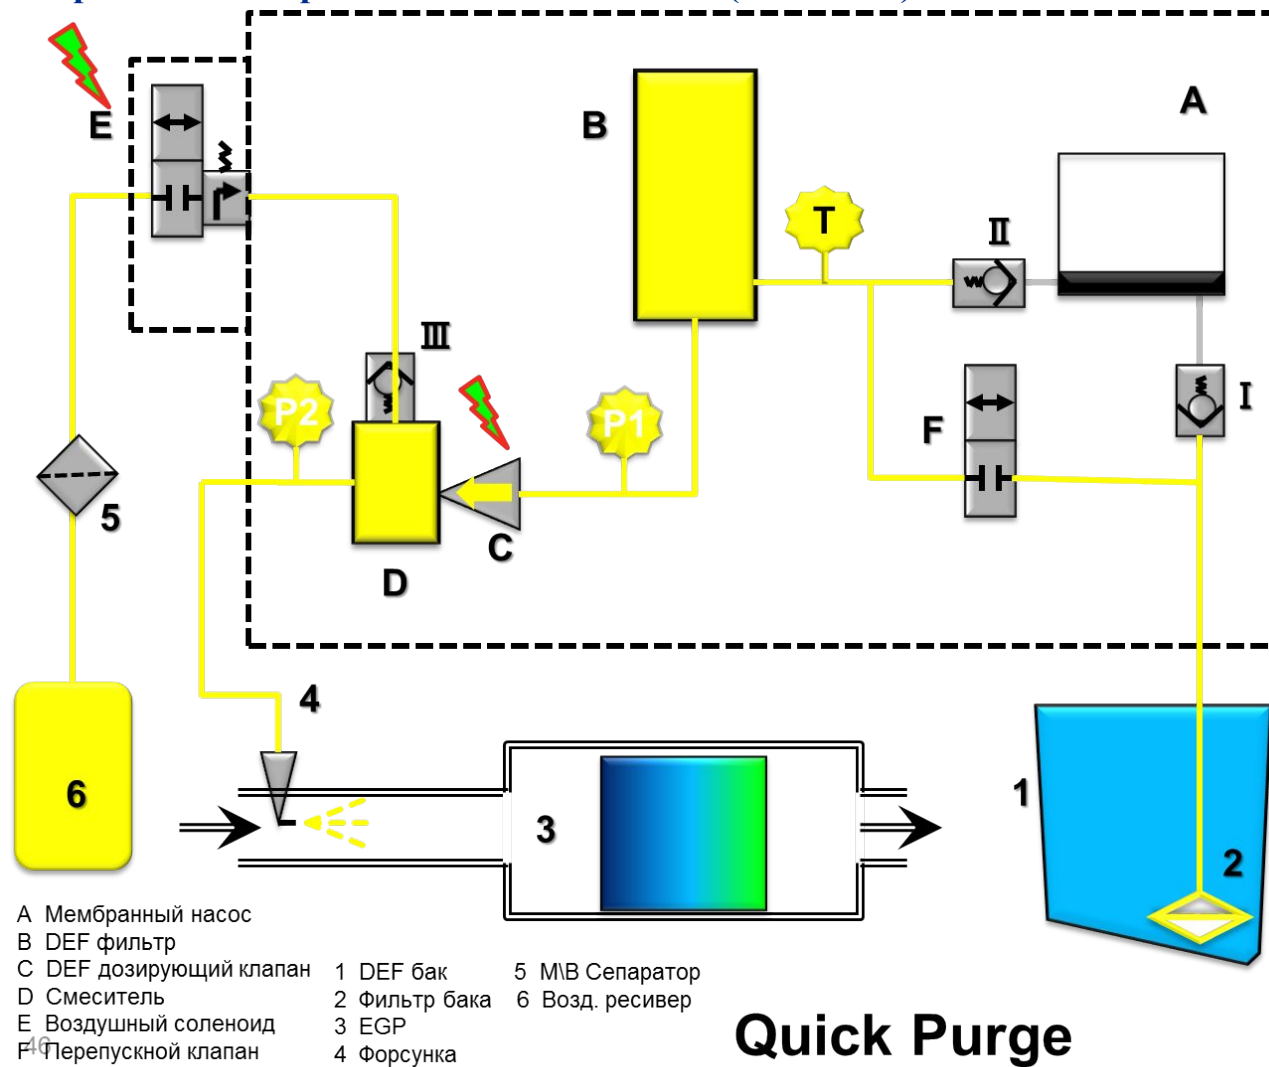 E
B
A
T
II
III
I
P2
P1
F
5
C
D
4
6
3
1
2
A Мембранный насос
B DEF фильтр
C DEF дозирующий клапан
D Смеситель
E Воздушный соленоид
F Перепускной клапан
46
1 DEF бак
2 Фильтр бака
3 EGP
4 Форсунка
5 М\В Сепаратор
6 Возд. ресивер
Quick Purge